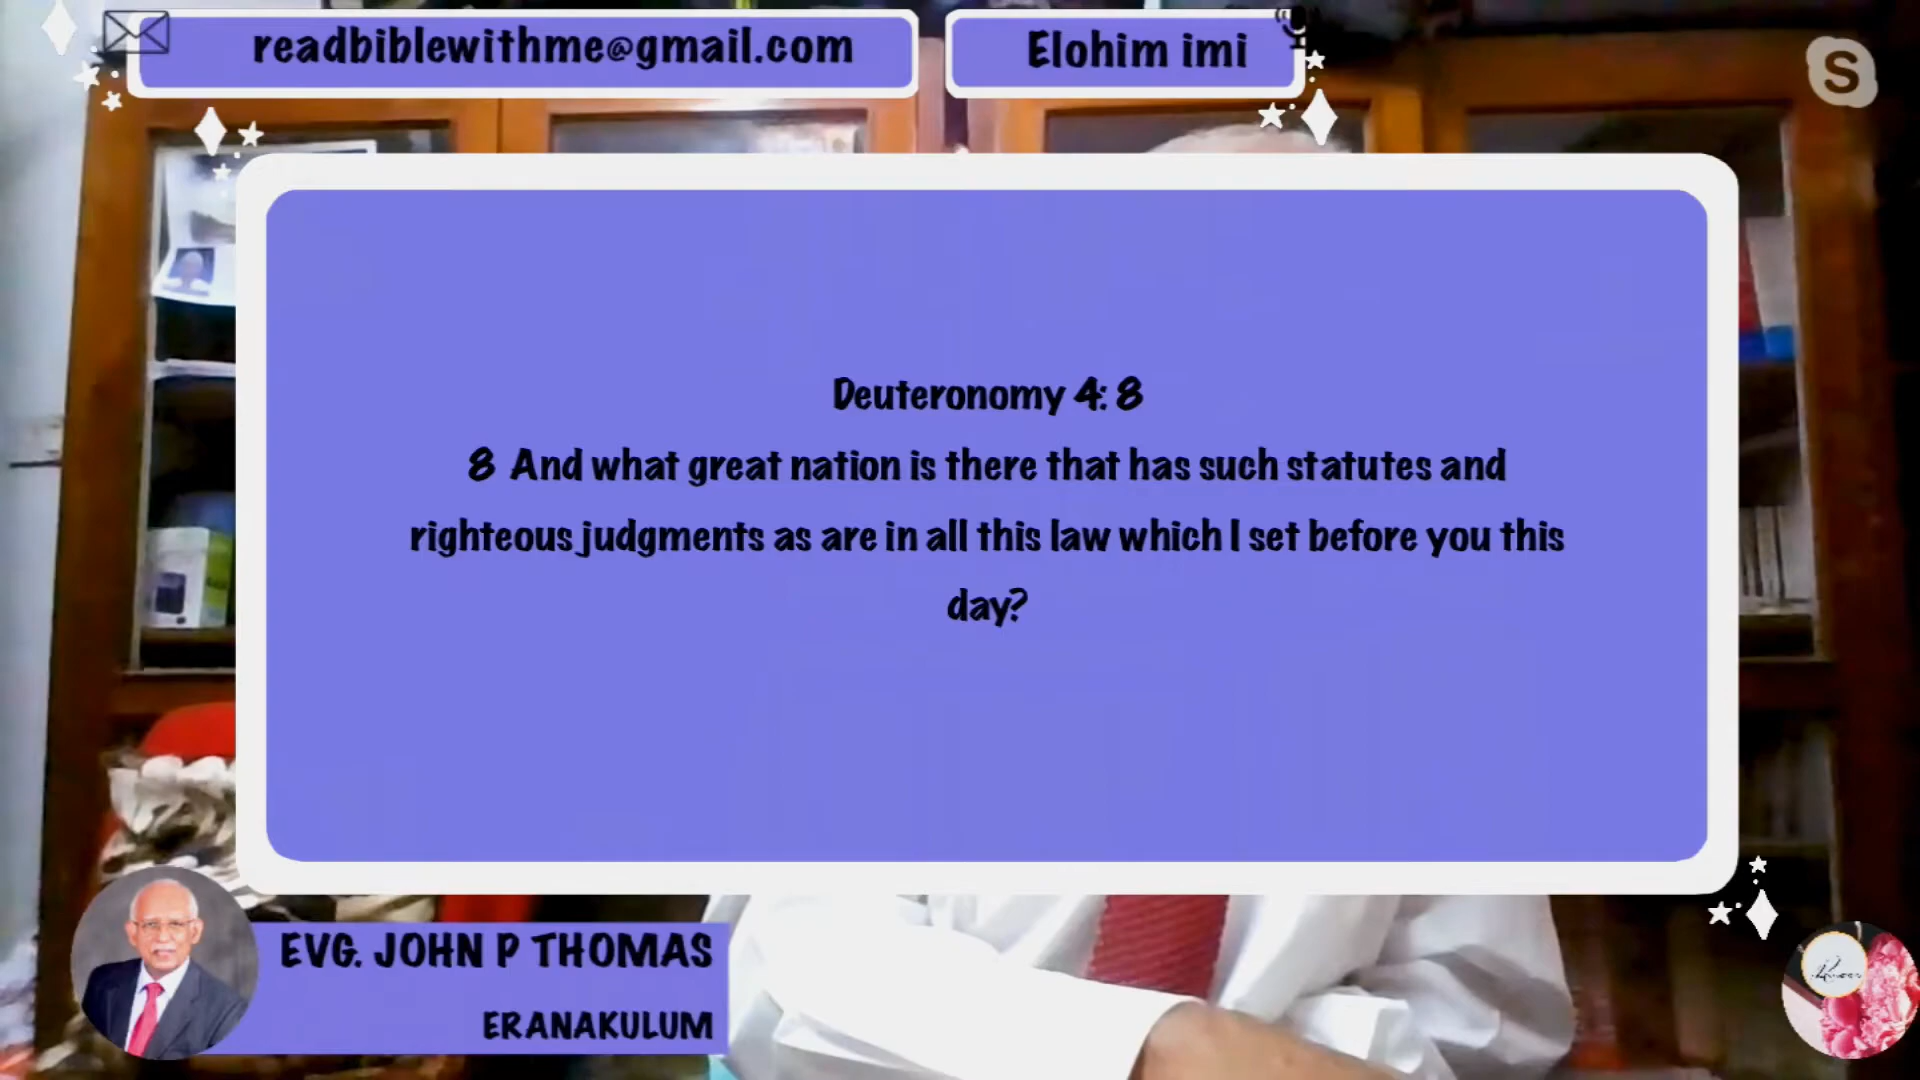 readbiblewithme@gmail.com
Elohim imi
S
Deuteronomy 4: 8
8 And what great nation is there that has such statutes and
righteous judgments as are in all this law which I set before you this
day?
EVG. JOHN P THOMAS
ERANAKULUM